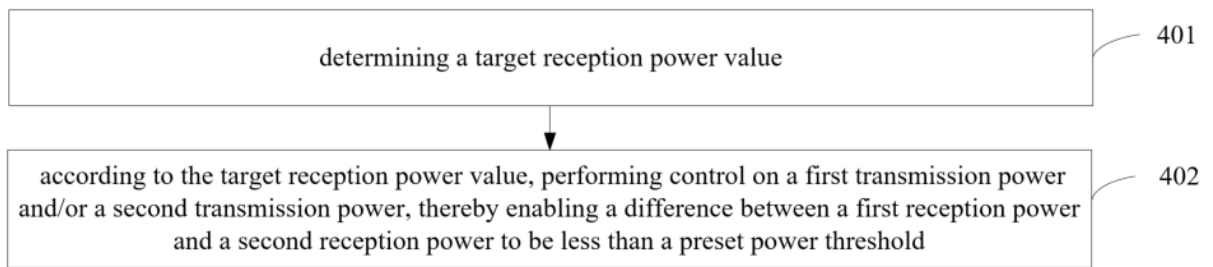 determining a target reception power value
401
according to the target reception power value, performing control on a first transmission power
and/or a second transmission power, thereby enabling a difference between a first reception power
and a second reception power to be less than a preset power threshold
402